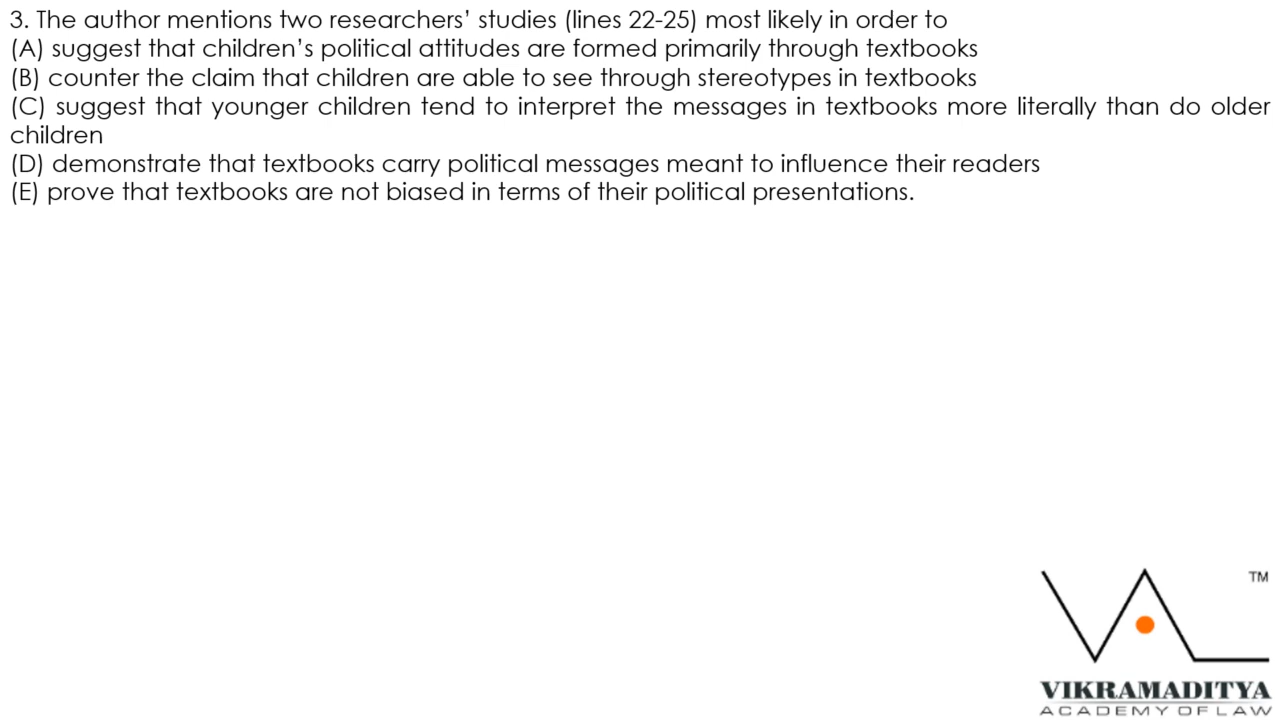 3. The author mentions two researchers’ studies (lines 22-25) most likely in order to
(A) suggest that children’s political attitudes are formed primarily through textbooks
(B) counter the claim that children are able to see through stereotypes in textbooks
(C) suggest that younger children tend to interpret the messages in textbooks more literally than do older
children
(D) demonstrate that textbooks carry political messages meant to influence their readers
(E) prove that textbooks are not biased in terms of their political presentations.
TM
VIKRAMADITYA
ACADEMY OF LAW